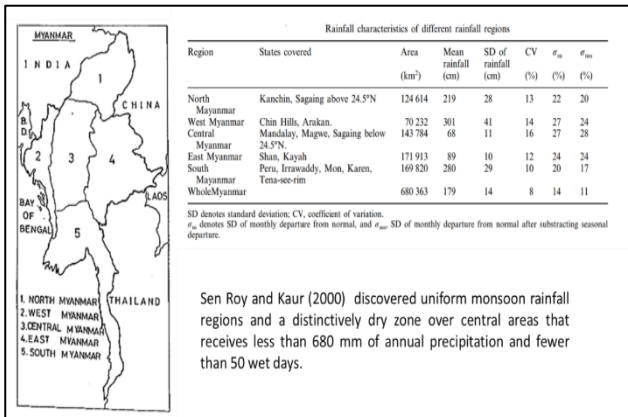 MYANMAR
INDIA
1
CHINA
B.
D.
2
3
4
LAOS
BAY
OF
BENGAL
5
THAILAND
1. NORTH MYANMAR
2. WEST MYANMAR
3. CENTRAL MYANMAR
4. EAST MYANMAR
5. SOUTH MYANMAR
Rainfall characteristics of different rainfall regions
Region States covered Area Mean SD of CV σm σms
rainfall rainfall
(km²) (cm) (cm) (%) (%) (%)
North Kanchin, Sagaing above 24.5°N 124 614 219 28 13 22 20
Mayanmar
West Myanmar Chin Hills, Arakan. 70 232 301 41 14 27 24
Central Mandalay, Magwe, Sagaing below 143 784 68 11 16 27 28
Myanmar 24.5°N.
East Myanmar Shan, Kayah 171 913 89 10 12 24 24
South Peru, Irrawaddy, Mon, Karen, 169 820 280 29 10 20 17
Mayanmar Tena-see-rim
WholeMyanmar 680 363 179 14 8 14 11
SD denotes standard deviation; CV, coefficient of variation.
σm denotes SD of monthly departure from normal, and σms, SD of monthly departure from normal after substracting seasonal
departure.
Sen Roy and Kaur (2000) discovered uniform monsoon rainfall
regions and a distinctively dry zone over central areas that
receives less than 680 mm of annual precipitation and fewer
than 50 wet days.